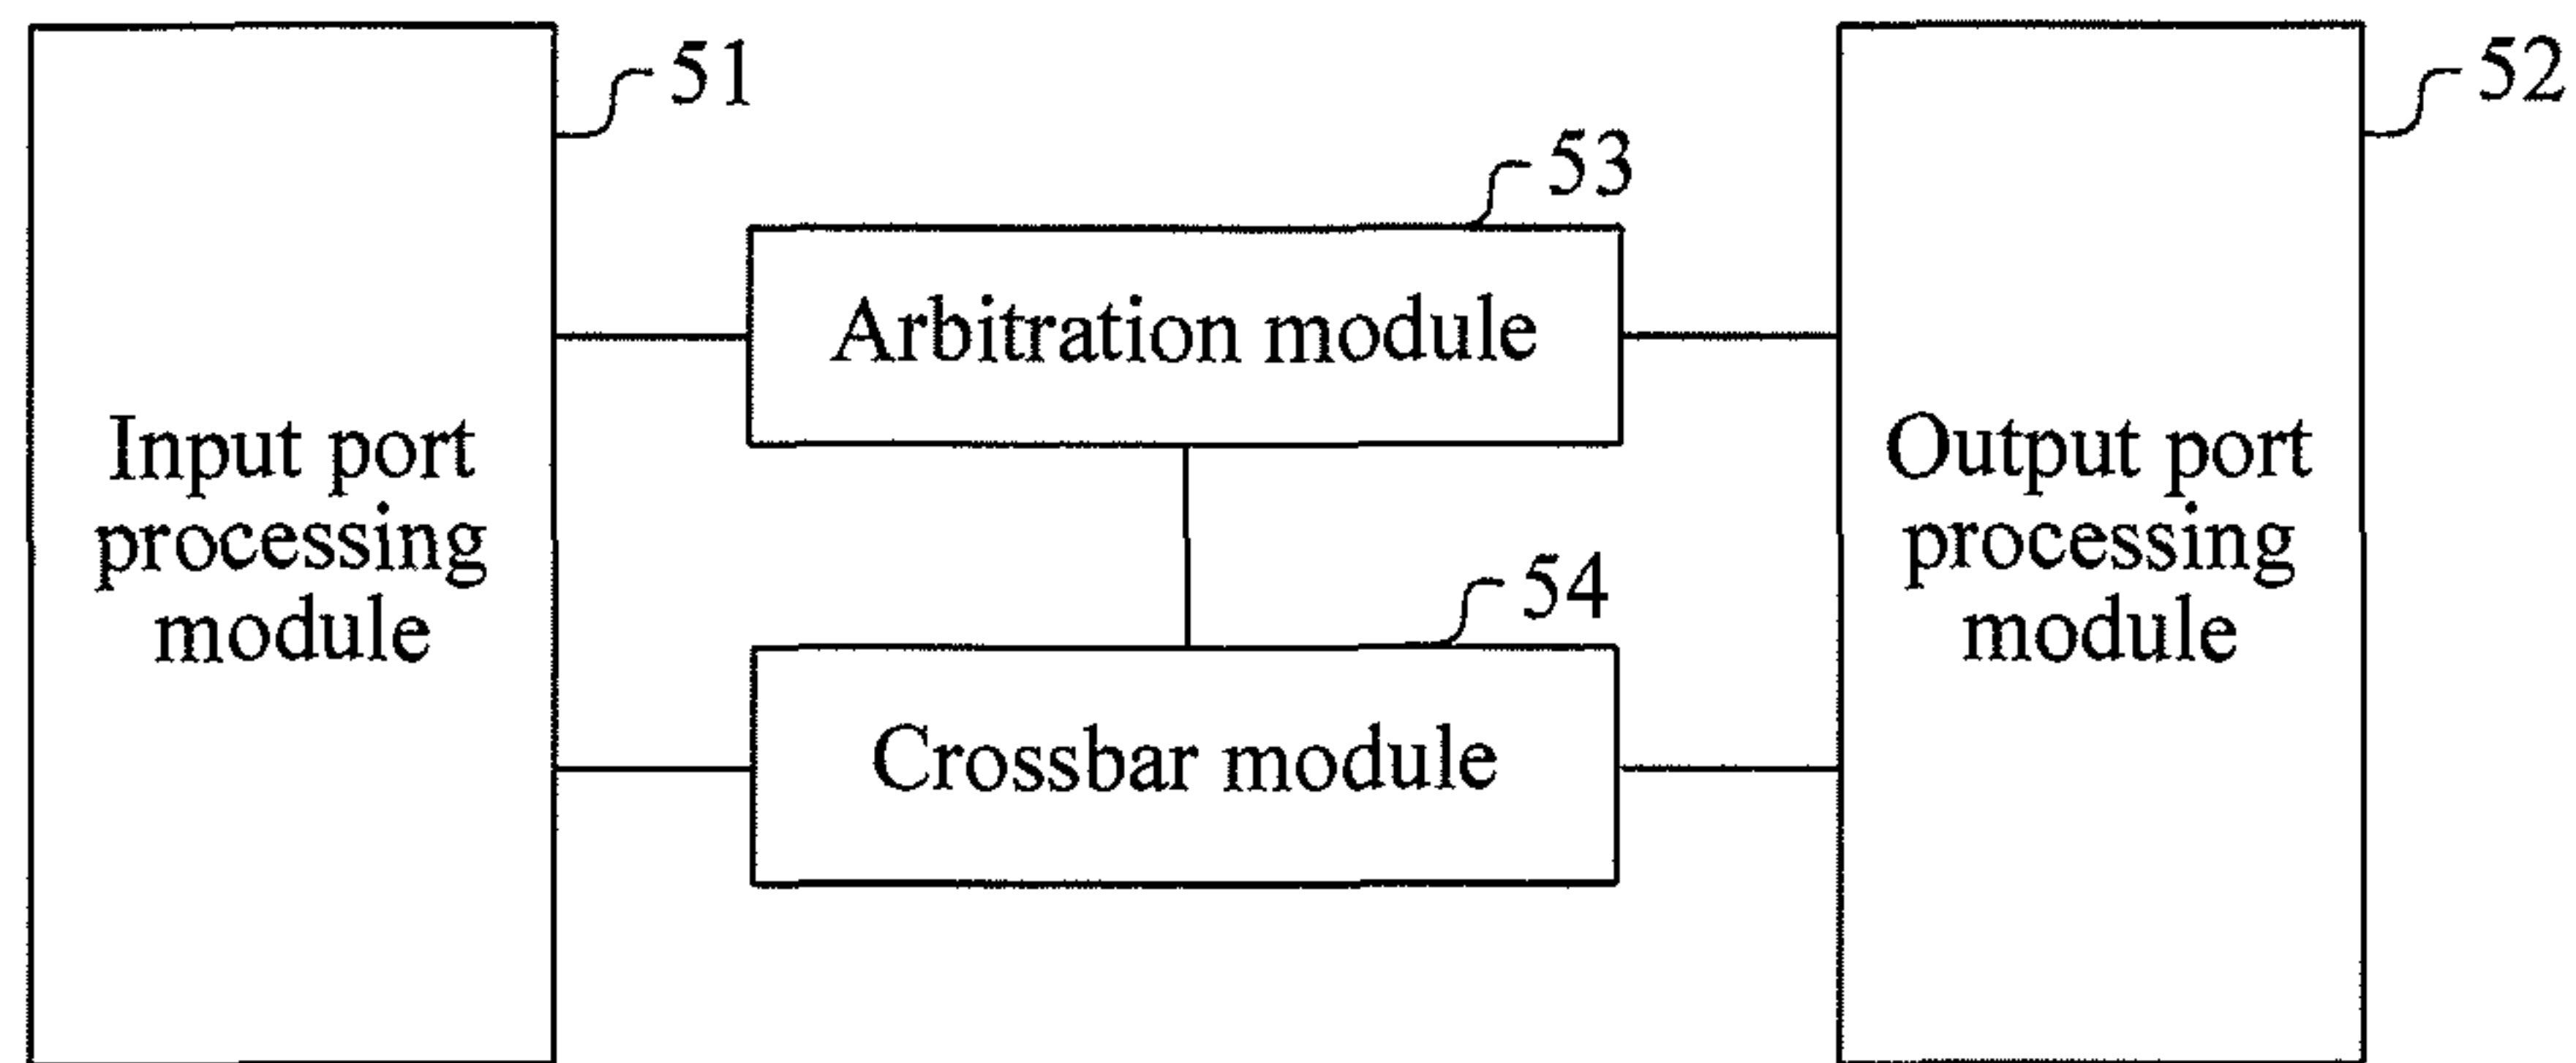 51
52
53
Arbitration module
Input port
processing
module
Output port
processing
module
54
Crossbar module